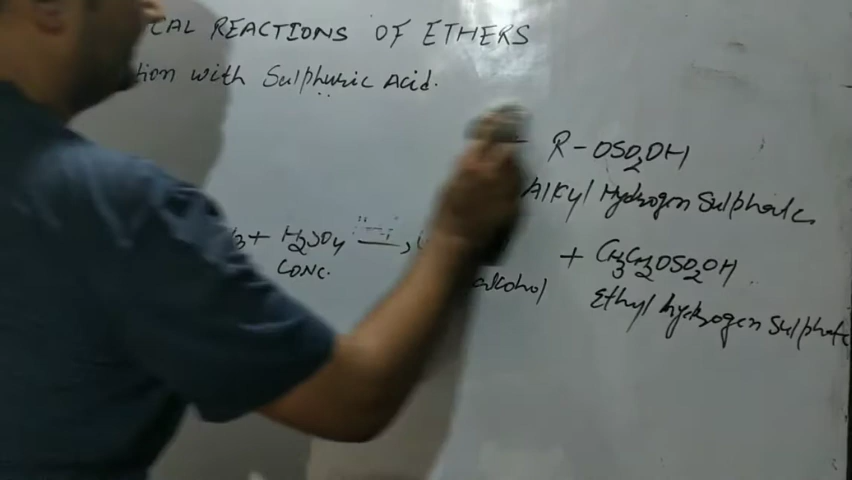 CAL REACTIONS OF ETHERS
tion with Sulphuric Acid.
R - OSO2OH
Alkyl Hydrogen Sulphate
3 + H2SO4
CONC.
+ CH3CH2OSO2OH
alcohol
Ethyl hydrogen Sulphate